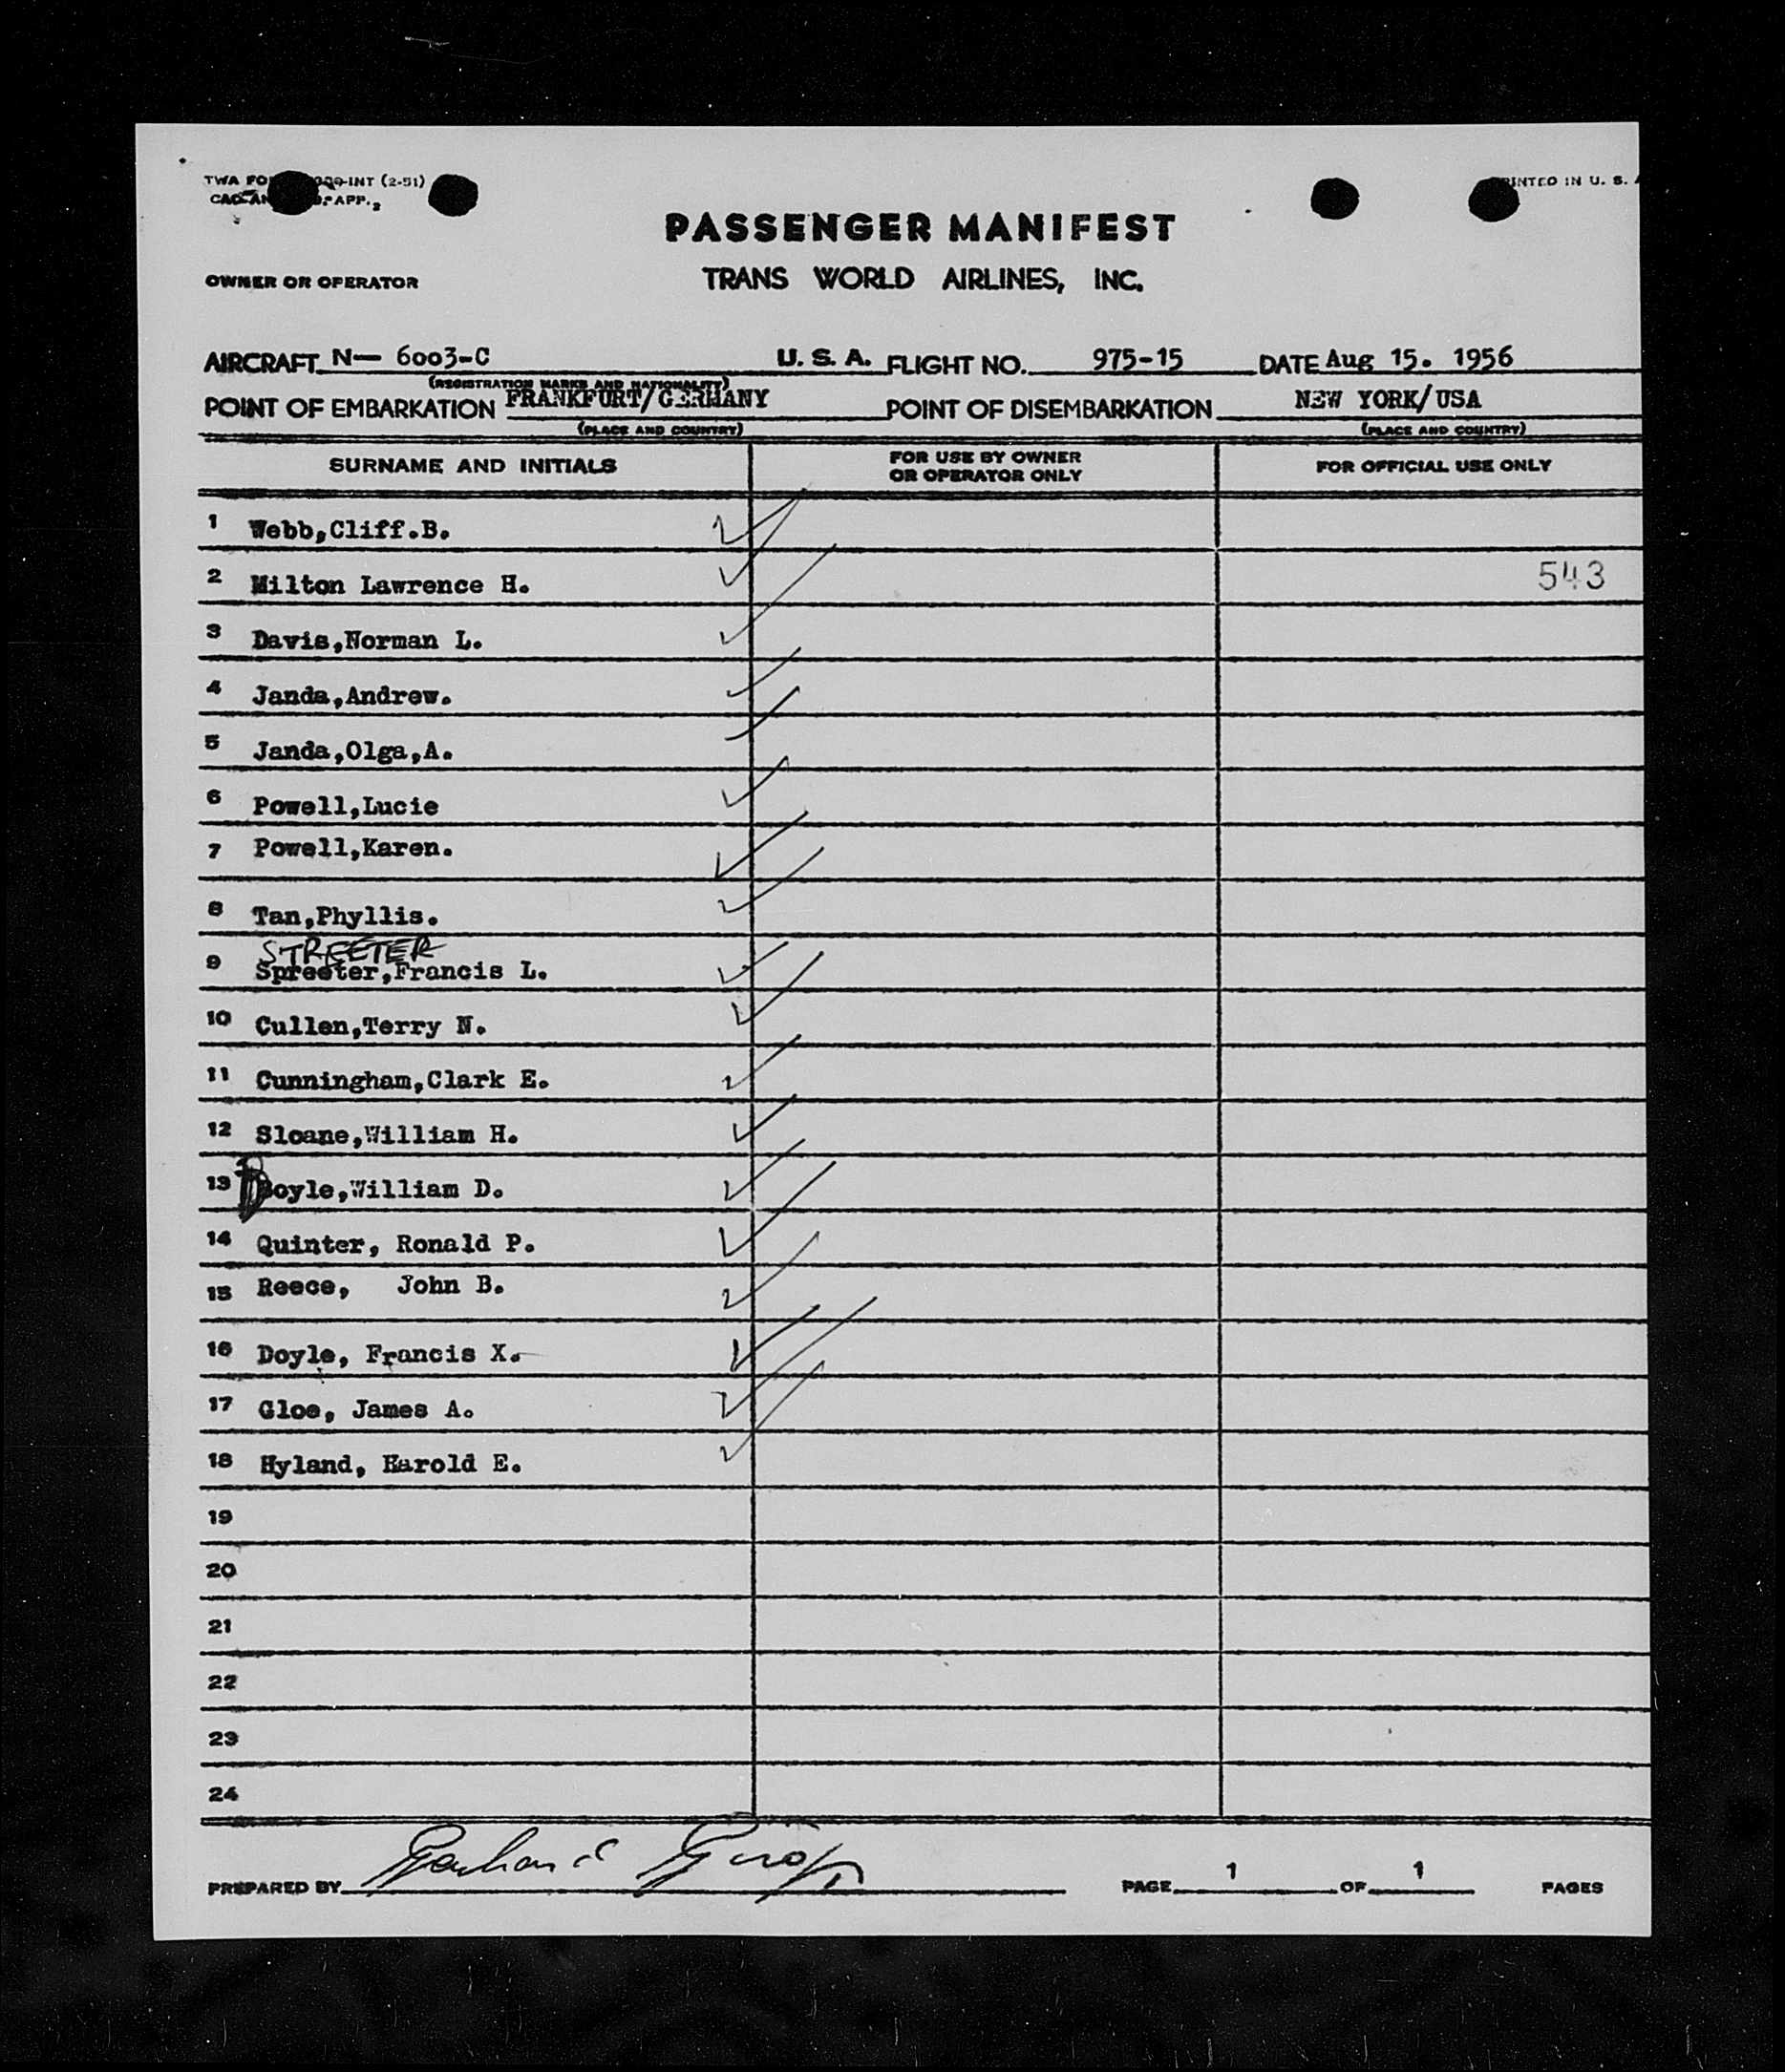 TWA FO 200-INT (2-51) PRINTED IN U. S.
CAO-AN APP. 2
PASSENGER MANIFEST
OWNER OR OPERATOR TRANS WORLD AIRLINES, INC.
AIRCRAFT N— 6003-C U. S. A. FLIGHT NO. 975-15 DATE Aug 15. 1956
(REGISTRATION MARKS AND NATIONALITY)
POINT OF EMBARKATION FRANKFURT/GERMANY POINT OF DISEMBARKATION NEW YORK/USA
(PLACE AND COUNTRY) (PLACE AND COUNTRY)
SURNAME AND INITIALS FOR USE BY OWNER OR OPERATOR ONLY FOR OFFICIAL USE ONLY
1 Webb,Cliff.B.
2 Milton Lawrence H. 543
3 Davis,Norman L.
4 Janda,Andrew.
5 Janda,Olga,A.
6 Powell,Lucie
7 Powell,Karen.
8 Tan,Phyllis.
STREETER
9 Spreeter,Francis L.
10 Cullen,Terry N.
11 Cunningham,Clark E.
12 Sloane,William H.
13 Doyle,William D.
14 Quinter, Ronald P.
15 Reece, John B.
16 Doyle, Francis X.
17 Gloe, James A.
18 Hyland, Harold E.
19
20
21
22
23
24
PREPARED BY PAGE 1 OF 1 PAGES